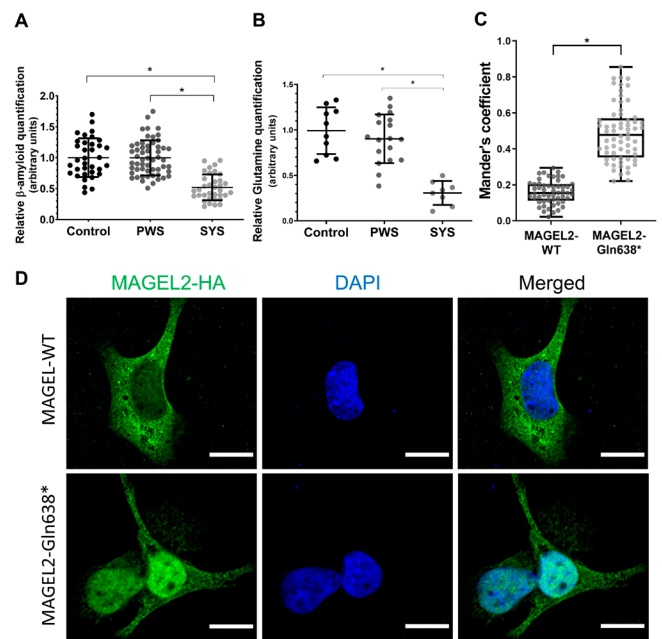 A
Relative β-amyloid quantification
(arbitrary units)
2.0
1.5
1.0
0.5
0.0
*
*
Control
PWS
SYS
B
Relative Glutamine quantification
(arbitrary units)
1.5
1.0
0.5
0.0
*
*
Control
PWS
SYS
C
Mander's coefficient
1.0
0.8
0.6
0.4
0.2
0.0
*
MAGEL2-
WT
MAGEL2-
Gln638*
D
MAGEL2-HA
DAPI
Merged
MAGEL-WT
MAGEL2-Gln638*